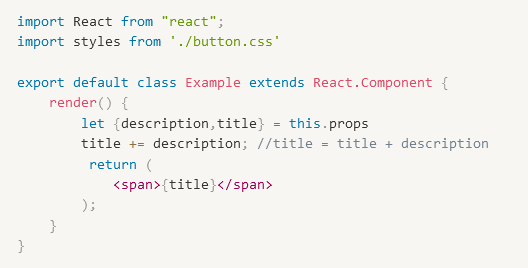 import React from "react";
import styles from './button.css'

export default class Example extends React.Component {
    render() {
        let {description,title} = this.props
        title += description; //title = title + description
         return (
            <span>{title}</span>
        );
    }
}